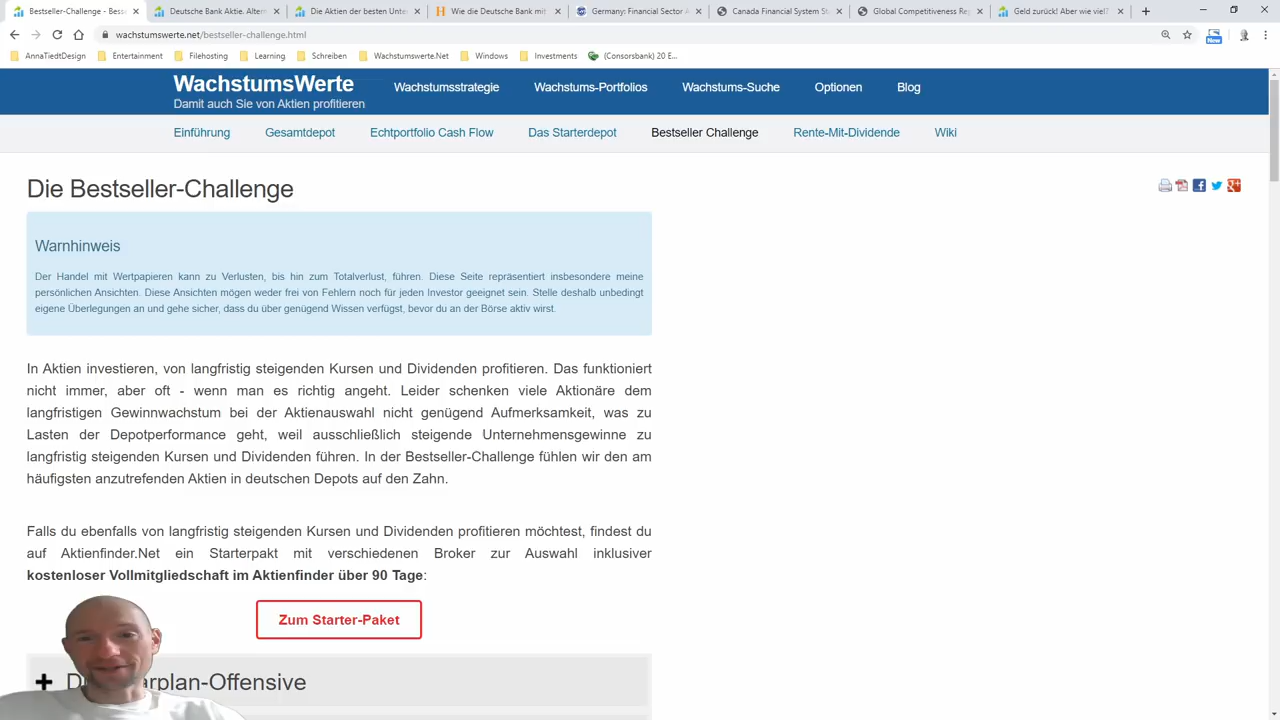 Bestseller-Challenge - Bes
Deutsche Bank Aktie. Altern
Die Aktien der besten Unte
Wie die Deutsche Bank mit
Germany: Financial Sector A
Canada Financial System St
Global Competitiveness Re
Geld zurück! Aber wie viel?
wachstumswerte.net/bestseller-challenge.html
New
AnnaTiedtDesign
Entertainment
Filehosting
Learning
Schreiben
Wachstumswerte.Net
Windows
Investments
(Consorsbank) 20 E...
WachstumsWerte
Damit auch Sie von Aktien profitieren
Wachstumsstrategie
Wachstums-Portfolios
Wachstums-Suche
Optionen
Blog
Einführung
Gesamtdepot
Echtportfolio Cash Flow
Das Starterdepot
Bestseller Challenge
Rente-Mit-Dividende
Wiki
Die Bestseller-Challenge
Warnhinweis
Der Handel mit Wertpapieren kann zu Verlusten, bis hin zum Totalverlust, führen. Diese Seite repräsentiert insbesondere meine
persönlichen Ansichten. Diese Ansichten mögen weder frei von Fehlern noch für jeden Investor geeignet sein. Stelle deshalb unbedingt
eigene Überlegungen an und gehe sicher, dass du über genügend Wissen verfügst, bevor du an der Börse aktiv wirst.
In Aktien investieren, von langfristig steigenden Kursen und Dividenden profitieren. Das funktioniert
nicht immer, aber oft - wenn man es richtig angeht. Leider schenken viele Aktionäre dem
langfristigen Gewinnwachstum bei der Aktienauswahl nicht genügend Aufmerksamkeit, was zu
Lasten der Depotperformance geht, weil ausschließlich steigende Unternehmensgewinne zu
langfristig steigenden Kursen und Dividenden führen. In der Bestseller-Challenge fühlen wir den am
häufigsten anzutrefenden Aktien in deutschen Depots auf den Zahn.
Falls du ebenfalls von langfristig steigenden Kursen und Dividenden profitieren möchtest, findest du
auf Aktienfinder.Net ein Starterpakt mit verschiedenen Broker zur Auswahl inklusiver
kostenloser Vollmitgliedschaft im Aktienfinder über 90 Tage:
Zum Starter-Paket
D arplan-Offensive